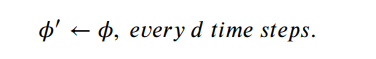 ϕ′ ← ϕ, every d time steps.